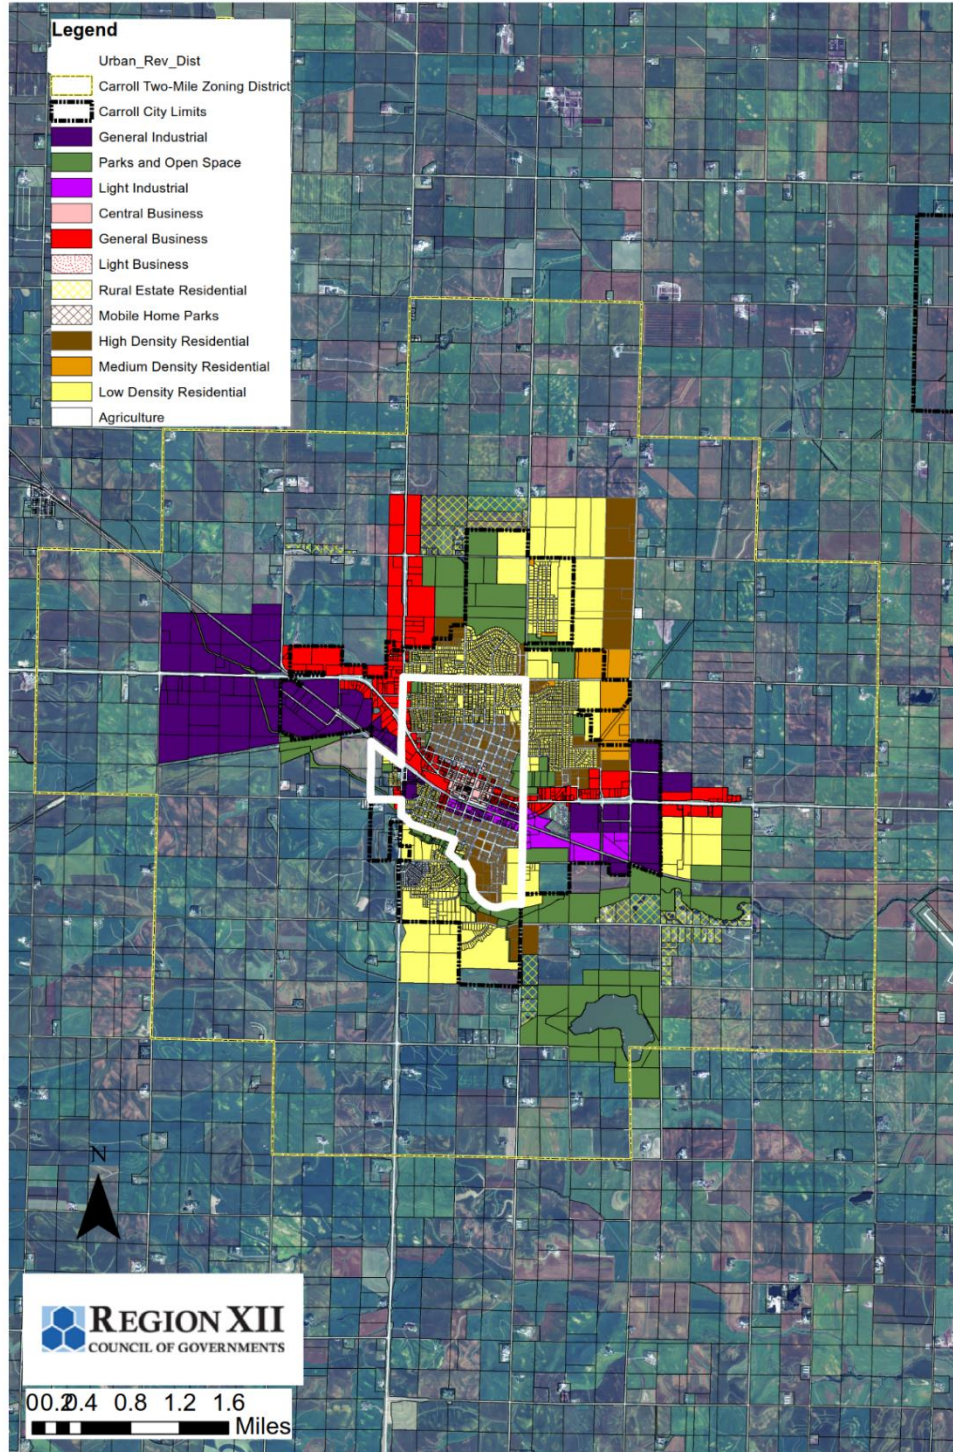 Legend
Urban_Rev_Dist
Carroll Two-Mile Zoning District
Carroll City Limits
General Industrial
Parks and Open Space
Light Industrial
Central Business
General Business
Light Business
Rural Estate Residential
Mobile Home Parks
High Density Residential
Medium Density Residential
Low Density Residential
Agriculture
N
REGION XII
COUNCIL OF GOVERNMENTS
00.20.4 0.8 1.2 1.6
Miles